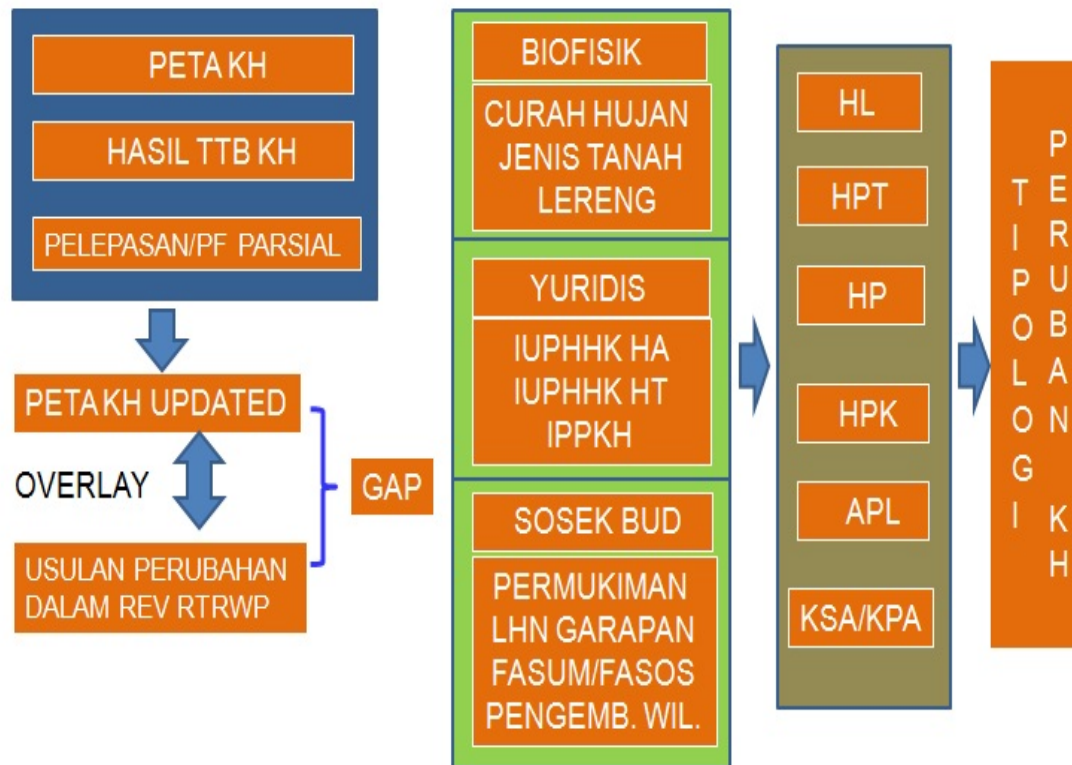 PETA KH
HASIL TTB KH
PELEPASAN/PF PARSIAL
PETA KH UPDATED
OVERLAY
USULAN PERUBAHAN
DALAM REV RTRWP
GAP
BIOFISIK
CURAH HUJAN
JENIS TANAH
LERENG
YURIDIS
IUPHHK HA
IUPHHK HT
IPPKH
SOSEK BUD
PERMUKIMAN
LHN GARAPAN
FASUM/FASOS
PENGEMB. WIL.
HL
HPT
HP
HPK
APL
KSA/KPA
TIPOLOGI
PERUBAAN KH